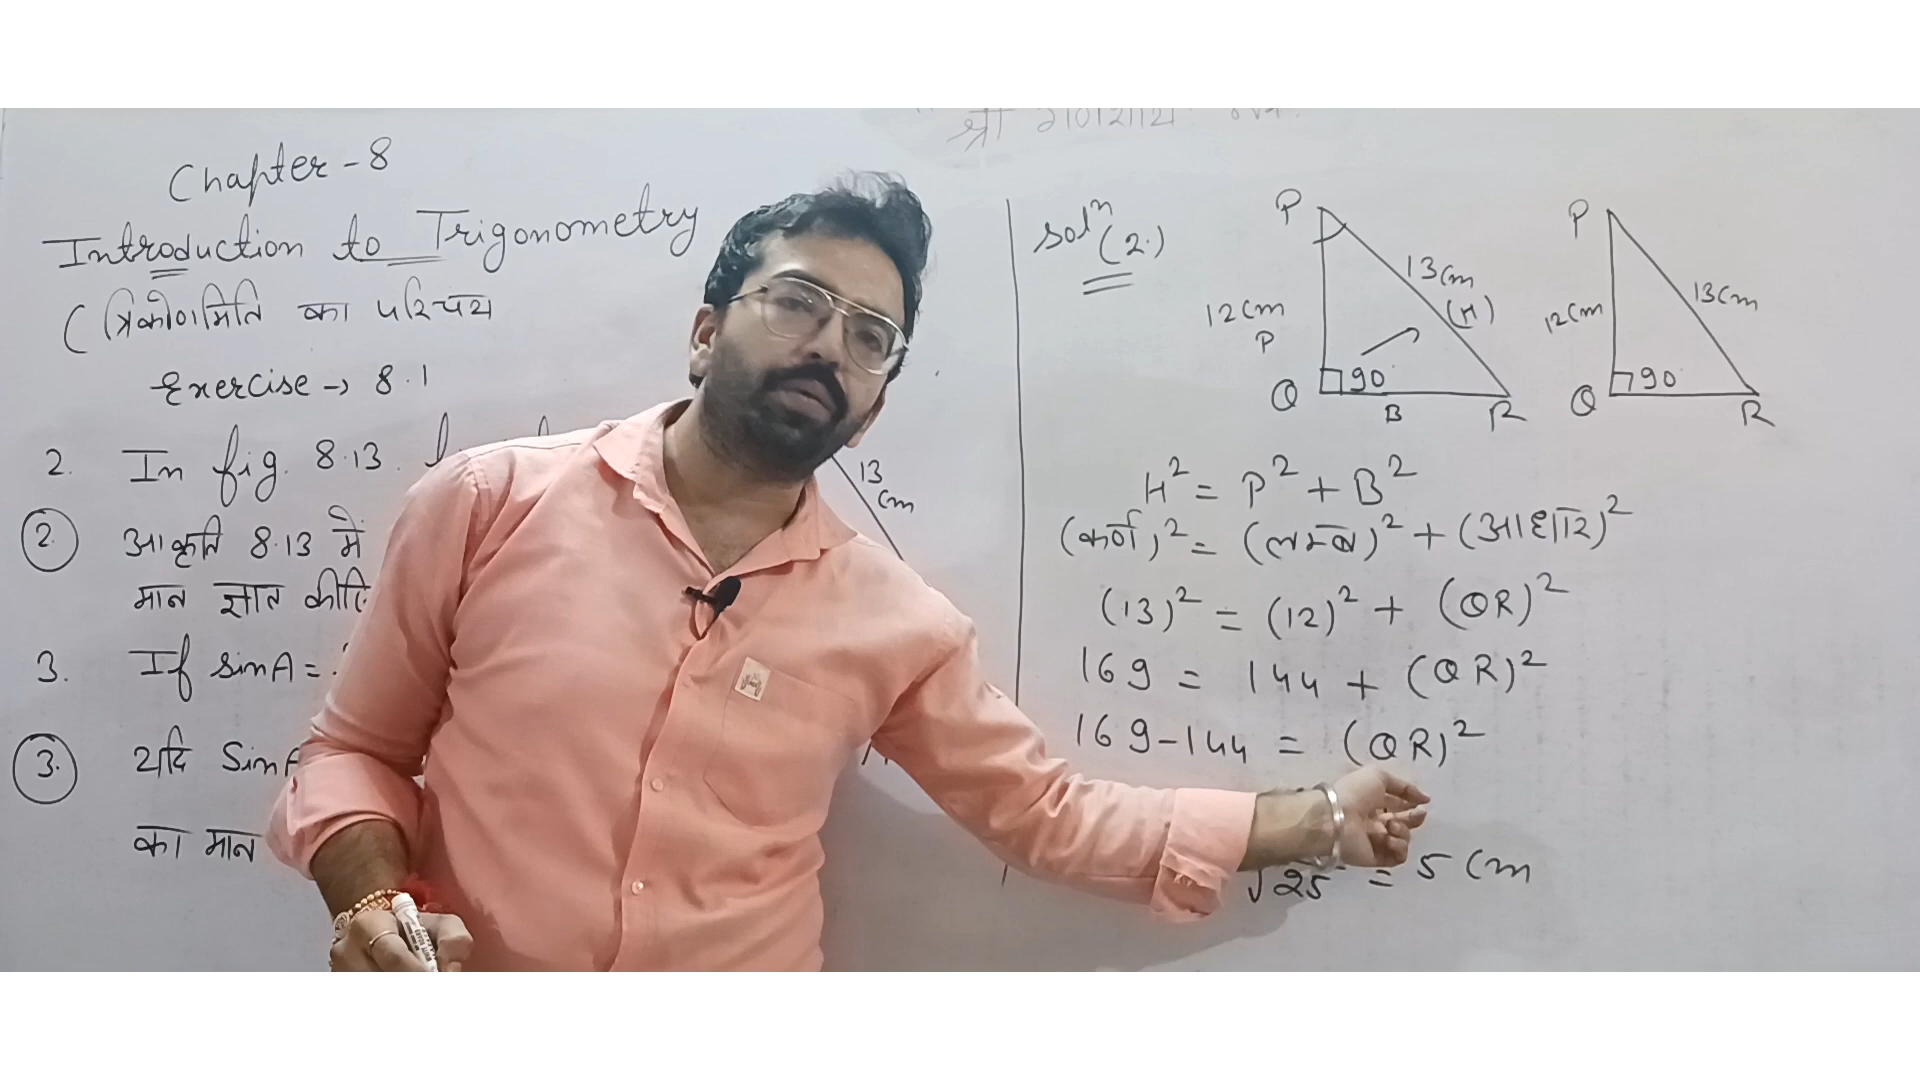 श्री गणेशाय
Chapter - 8
Introduction to Trigonometry
(त्रिकोणमिति का परिचय
Exercise → 8.1
2. In fig. 8.13.
2. आकृति 8.13 में
मान ज्ञात
3. If sin A =
3. यदि Sin A
का मान
13 cm
solⁿ (2.)
P
12 cm
P
13 cm
(H)
Q
90°
B
R
P
12 cm
13 cm
Q
90°
R
H² = P² + B²
(कर्ण)² = (लम्ब)² + (आधार)²
(13)² = (12)² + (QR)²
169 = 144 + (QR)²
169 - 144 = (QR)²
√25 = 5 cm